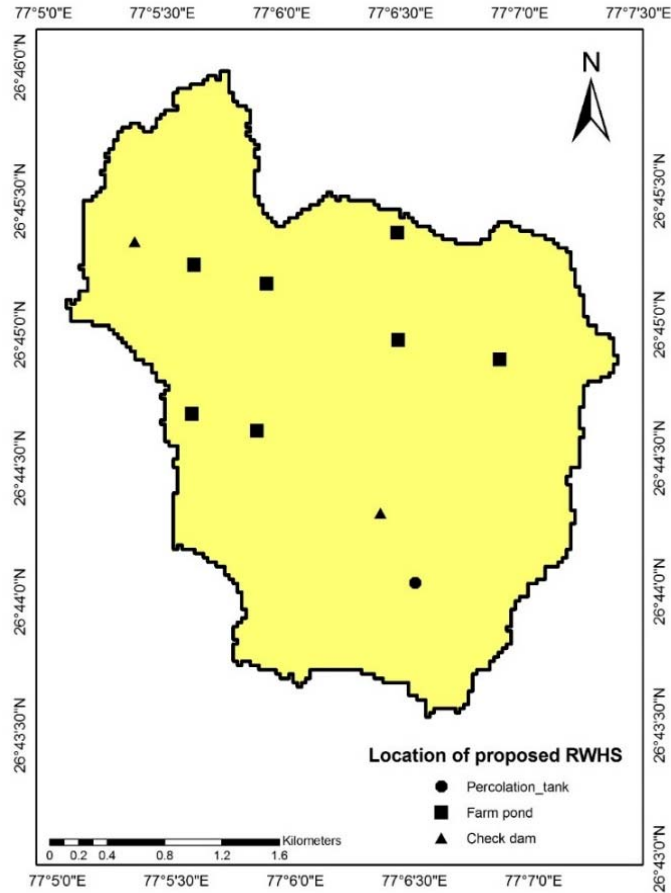 77°5'0"E 77°5'30"E 77°6'0"E 77°6'30"E 77°7'0"E 77°7'30"E
26°46'0"N
N
26°45'30"N 26°45'30"N
26°45'0"N 26°45'0"N
26°44'30"N 26°44'30"N
26°44'0"N 26°44'0"N
26°43'30"N 26°43'30"N
Location of proposed RWHS
Percolation_tank
Farm pond
Check dam
Kilometers
0 0.2 0.4 0.8 1.2 1.6
26°43'0"N
77°5'0"E 77°5'30"E 77°6'0"E 77°6'30"E 77°7'0"E